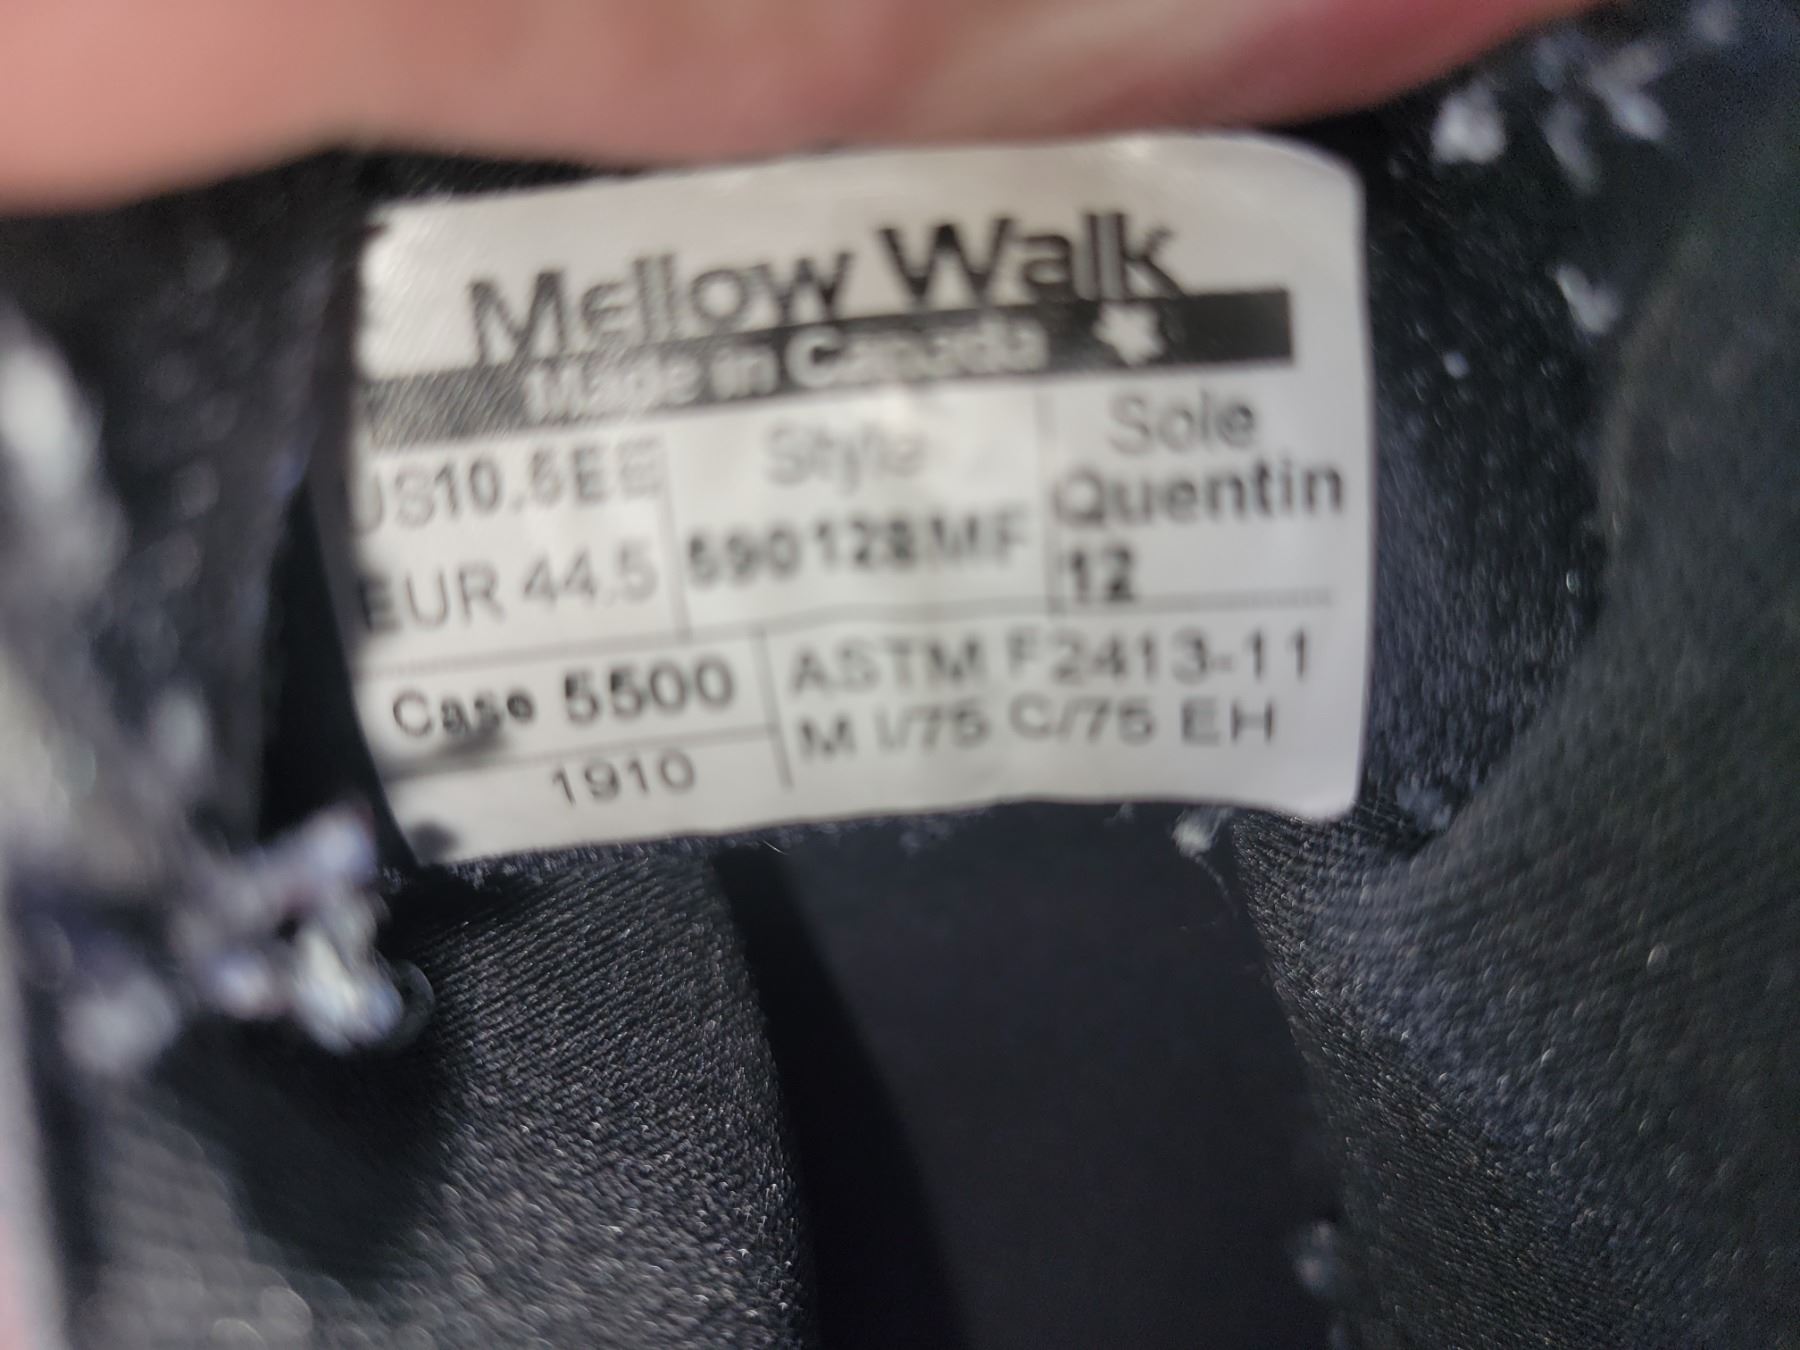 Mellow Walk
Made in Canada
US10.5EE
EUR 44.5
Style
590128MF
Sole
Quentin
12
Case 5500
1910
ASTM F2413-11
M I/75 C/75 EH